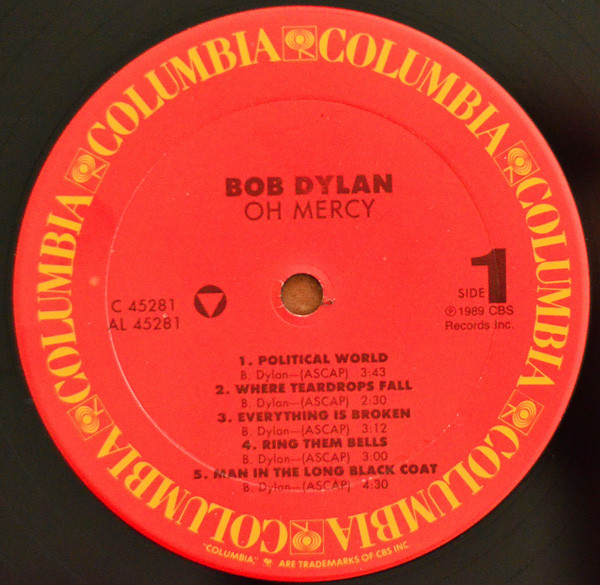 COLUMBIA COLUMBIA COLUMBIA COLUMBIA COLUMBIA COLUMBIA COLUMBIA COLUMBIA
BOB DYLAN
OH MERCY
C 45281
AL 45281
SIDE 1
℗ 1989 CBS
Records Inc.
1. POLITICAL WORLD
B. Dylan—(ASCAP) 3:43
2. WHERE TEARDROPS FALL
B. Dylan—(ASCAP) 2:30
3. EVERYTHING IS BROKEN
B. Dylan—(ASCAP) 3:12
4. RING THEM BELLS
B. Dylan—(ASCAP) 3:00
5. MAN IN THE LONG BLACK COAT
B. Dylan—(ASCAP) 4:30
"COLUMBIA," ARE TRADEMARKS OF CBS INC.